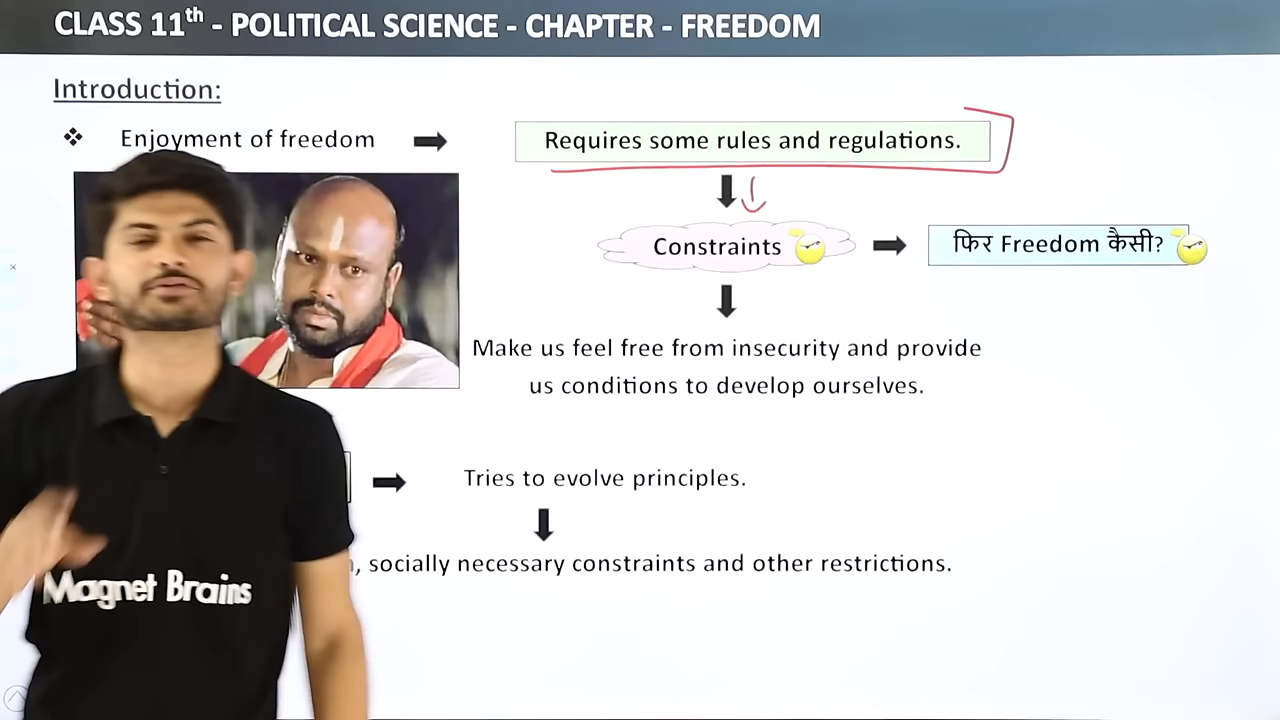 CLASS 11th - POLITICAL SCIENCE - CHAPTER - FREEDOM
Introduction:
Enjoyment of freedom
Requires some rules and regulations.
Constraints
फिर Freedom कैसी?
Make us feel free from insecurity and provide
us conditions to develop ourselves.
Tries to evolve principles.
, socially necessary constraints and other restrictions.
Magnet Brains